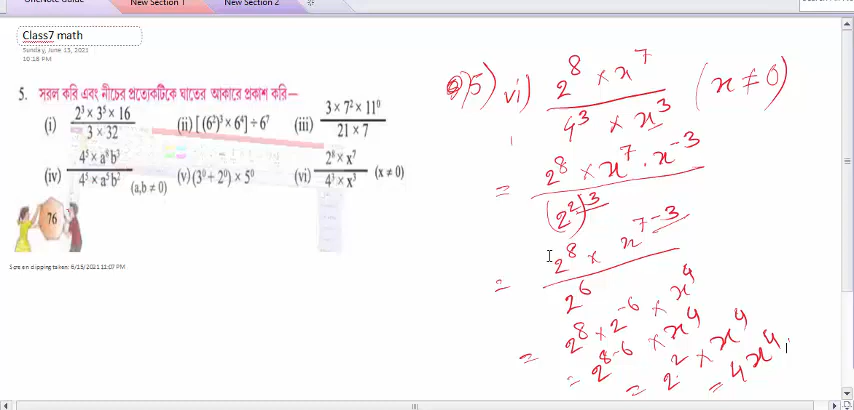 OneNote Guide New Section 1 New Section 2
Class7 math
Sunday, June 13, 2021
10:18 PM
5. সরল করি এবং নীচের প্রত্যেকটিকে ঘাতের আকারে প্রকাশ করি—
(i) (2³ × 3⁵ × 16)/(3 × 32) (ii) [(6²)³ × 6⁴] ÷ 6⁷ (iii) (3 × 7² × 11⁰)/(21 × 7)
(iv) (4⁵ × a⁸b³)/(4⁵ × a⁵b²) (a,b ≠ 0) (v) (3⁰ + 2⁰) × 5⁰ (vi) (2⁸ × x⁷)/(4³ × x³) (x ≠ 0)
76
Screen clipping taken: 6/13/2021 11:07 PM
5) vi) (2⁸ × x⁷)/(4³ × x³) (x ≠ 0)
= (2⁸ × x⁷ · x⁻³)/(2²)³
= (2⁸ × x⁷⁻³)/2⁶
= 2⁸ × 2⁻⁶ × x⁴
= 2⁸⁻⁶ × x⁴
= 2² × x⁴
= 4x⁴